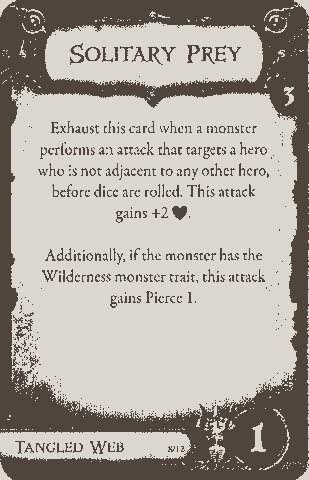 Solitary Prey
3
Exhaust this card when a monster
performs an attack that targets a hero
who is not adjacent to any other hero,
before dice are rolled. This attack
gains +2 ♥.
Additionally, if the monster has the
Wilderness monster trait, this attack
gains Pierce 1.
Tangled Web
8/12
1